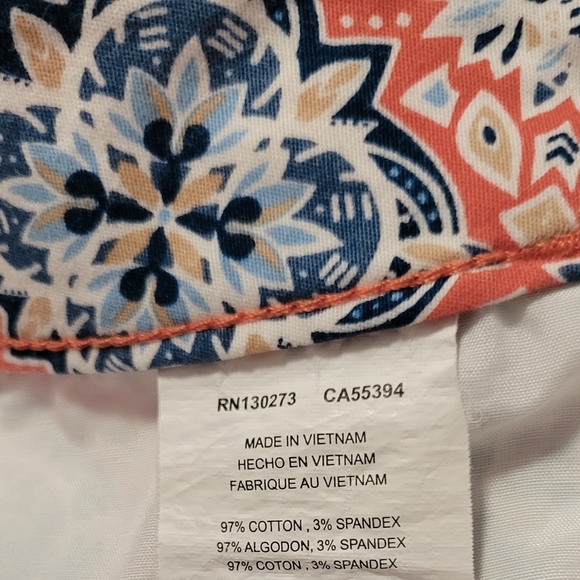 RN130273 CA55394
MADE IN VIETNAM
HECHO EN VIETNAM
FABRIQUE AU VIETNAM
97% COTTON , 3% SPANDEX
97% ALGODON, 3% SPANDEX
97% COTON , 3% SPANDEX